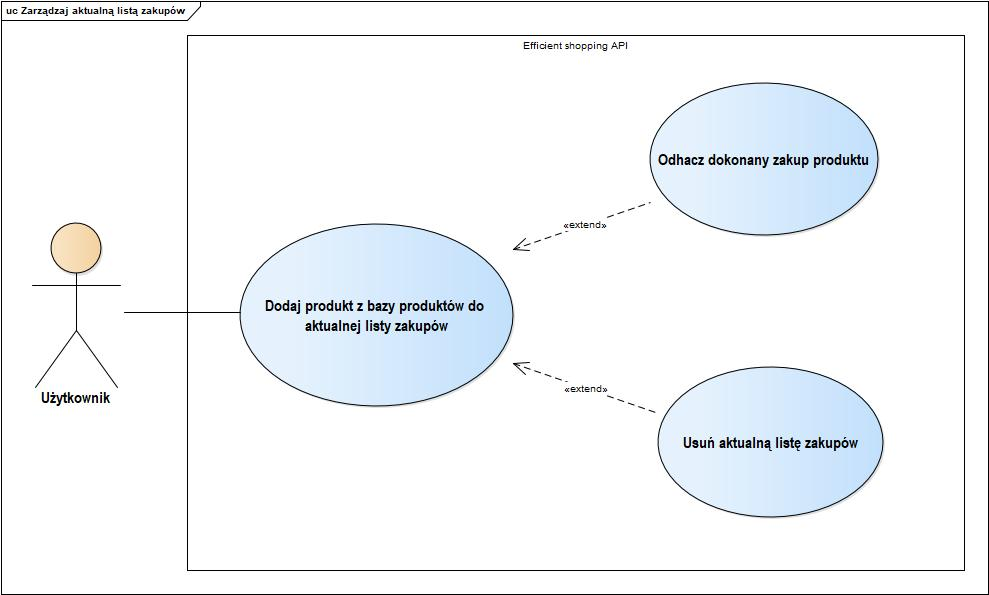 uc Zarządzaj aktualną listą zakupów
Efficient shopping API
Odhacz dokonany zakup produktu
«extend»
Dodaj produkt z bazy produktów do
aktualnej listy zakupów
«extend»
Użytkownik
Usuń aktualną listę zakupów